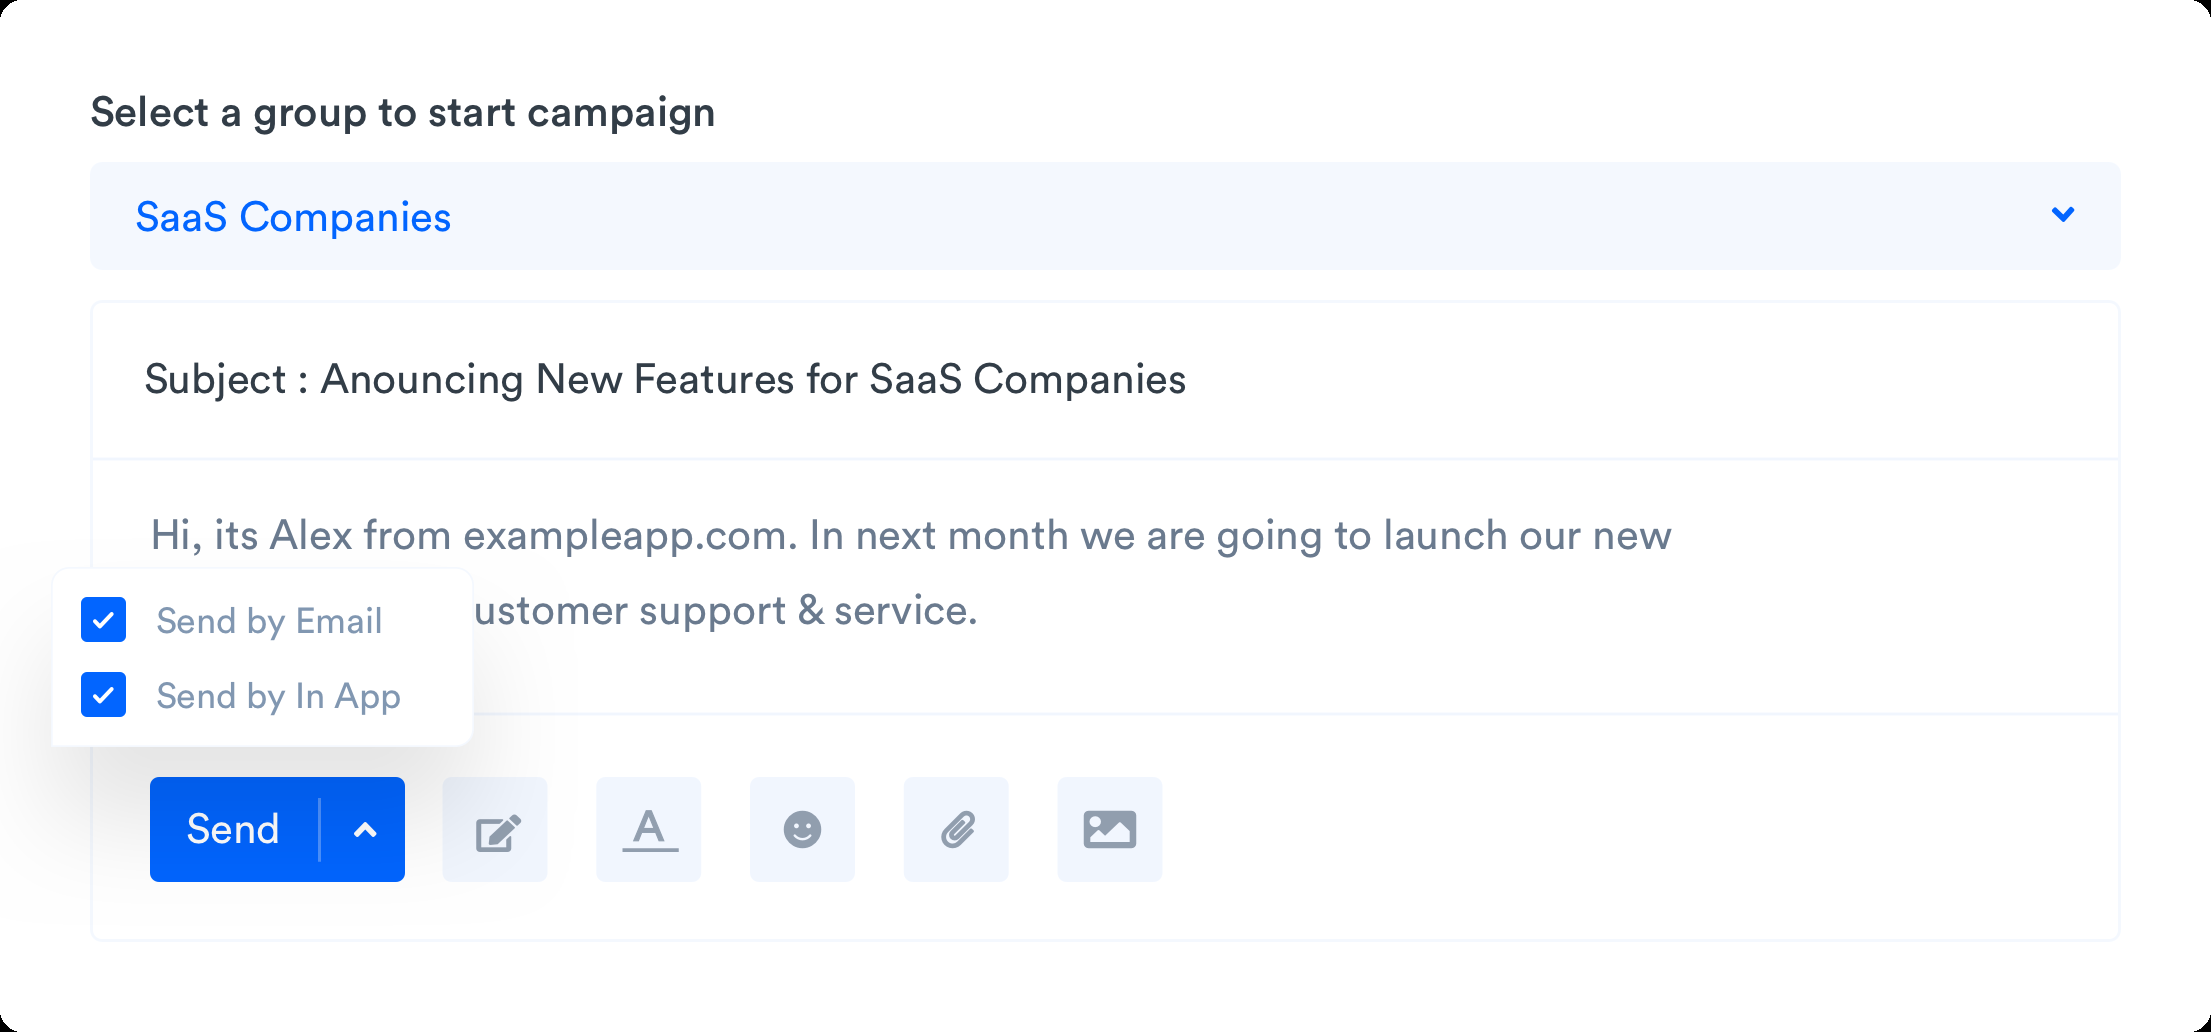 Select a group to start campaign
SaaS Companies
Subject : Anouncing New Features for SaaS Companies
Hi, its Alex from exampleapp.com. In next month we are going to launch our new
support & service.
Send by Email
Send by In App
Send
A